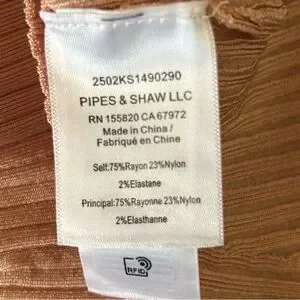 2502KS1490290
PIPES & SHAW LLC
RN 155820 CA 67972
Made in China /
Fabriqué en Chine
Self:75%Rayon 23%Nylon
2%Elastane
Principal:75%Rayonne 23%Nylon
2%Elasthanne
RFID